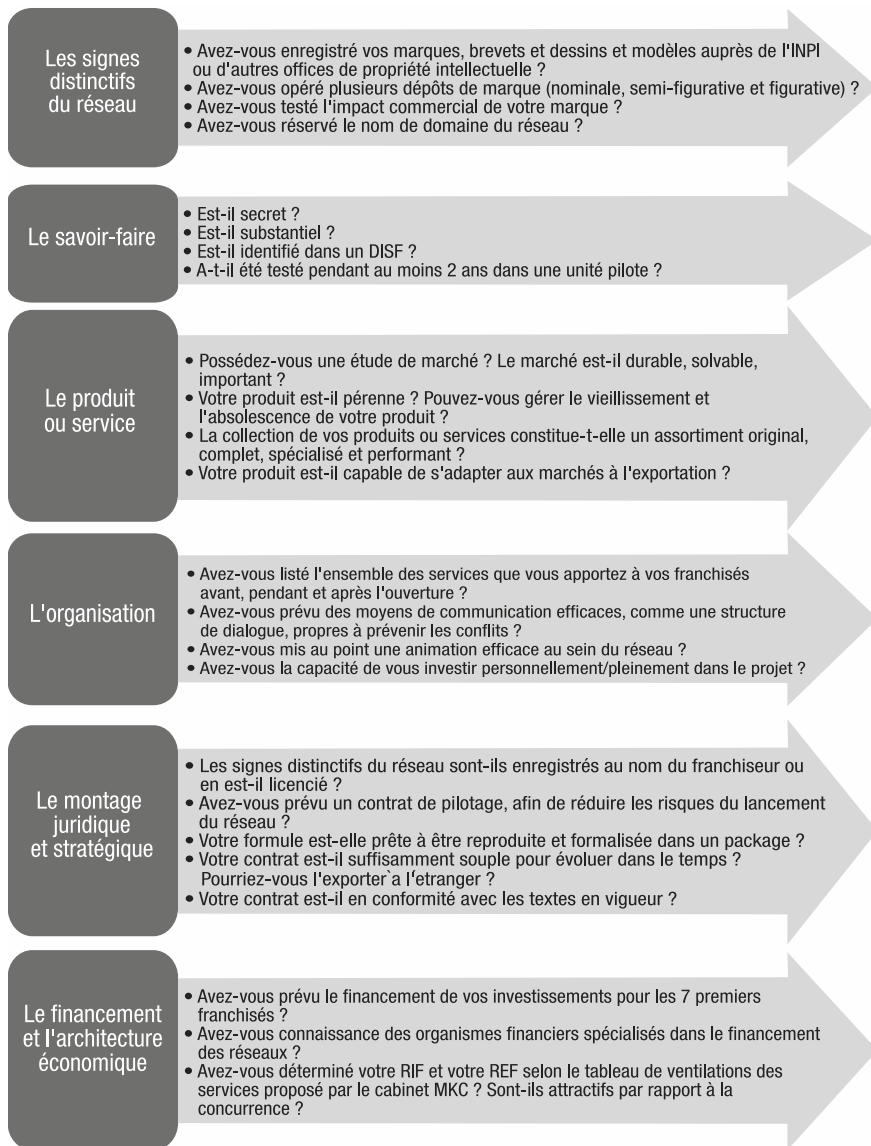 Les signes
distinctifs
du réseau
• Avez-vous enregistré vos marques, brevets et dessins et modèles auprès de l'INPI
ou d'autres offices de propriété intellectuelle ?
• Avez-vous opéré plusieurs dépôts de marque (nominale, semi-figurative et figurative) ?
• Avez-vous testé l'impact commercial de votre marque ?
• Avez-vous réservé le nom de domaine du réseau ?
Le savoir-faire
• Est-il secret ?
• Est-il substantiel ?
• Est-il identifié dans un DISF ?
• A-t-il été testé pendant au moins 2 ans dans une unité pilote ?
Le produit
ou service
• Possédez-vous une étude de marché ? Le marché est-il durable, solvable,
important ?
• Votre produit est-il pérenne ? Pouvez-vous gérer le vieillissement et
l'absolescence de votre produit ?
• La collection de vos produits ou services constitue-t-elle un assortiment original,
complet, spécialisé et performant ?
• Votre produit est-il capable de s'adapter aux marchés à l'exportation ?
L'organisation
• Avez-vous listé l'ensemble des services que vous apportez à vos franchisés
avant, pendant et après l'ouverture ?
• Avez-vous prévu des moyens de communication efficaces, comme une structure
de dialogue, propres à prévenir les conflits ?
• Avez-vous mis au point une animation efficace au sein du réseau ?
• Avez-vous la capacité de vous investir personnellement/pleinement dans le projet ?
Le montage
juridique
et stratégique
• Les signes distinctifs du réseau sont-ils enregistrés au nom du franchiseur ou
en est-il licencié ?
• Avez-vous prévu un contrat de pilotage, afin de réduire les risques du lancement
du réseau ?
• Votre formule est-elle prête à être reproduite et formalisée dans un package ?
• Votre contrat est-il suffisamment souple pour évoluer dans le temps ?
Pourriez-vous l'exporter`a l‘etranger ?
• Votre contrat est-il en conformité avec les textes en vigueur ?
Le financement
et l'architecture
économique
• Avez-vous prévu le financement de vos investissements pour les 7 premiers
franchisés ?
• Avez-vous connaissance des organismes financiers spécialisés dans le financement
des réseaux ?
• Avez-vous déterminé votre RIF et votre REF selon le tableau de ventilations des
services proposé par le cabinet MKC ? Sont-ils attractifs par rapport à la
concurrence ?